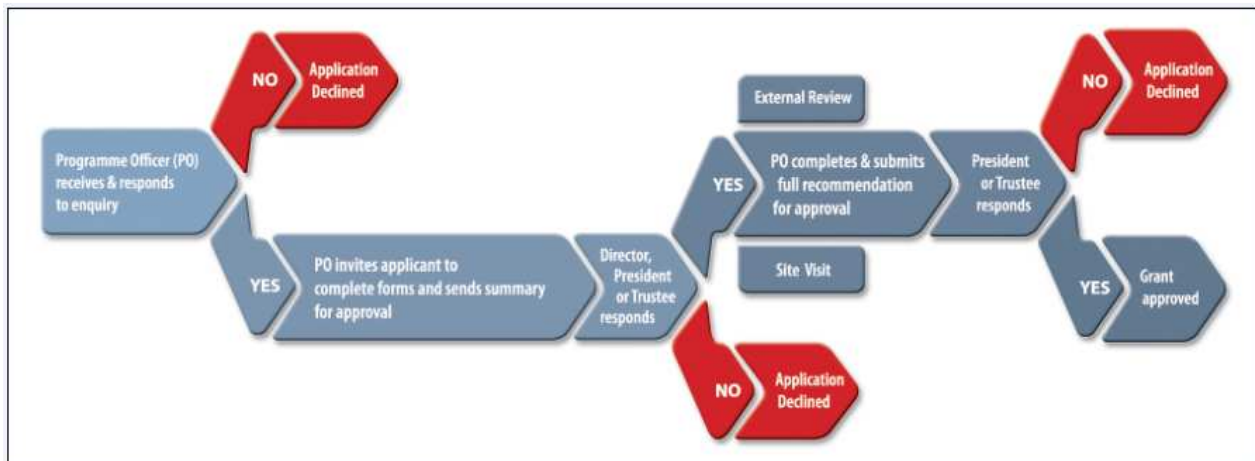 Programme Officer (PO)
receives & responds
to enquiry
NO
Application
Declined
YES
PO invites applicant to
complete forms and sends summary
for approval
Director,
President
or Trustee
responds
NO
Application
Declined
YES
External Review
PO completes & submits
full recommendation
for approval
Site Visit
President
or Trustee
responds
NO
Application
Declined
YES
Grant
approved